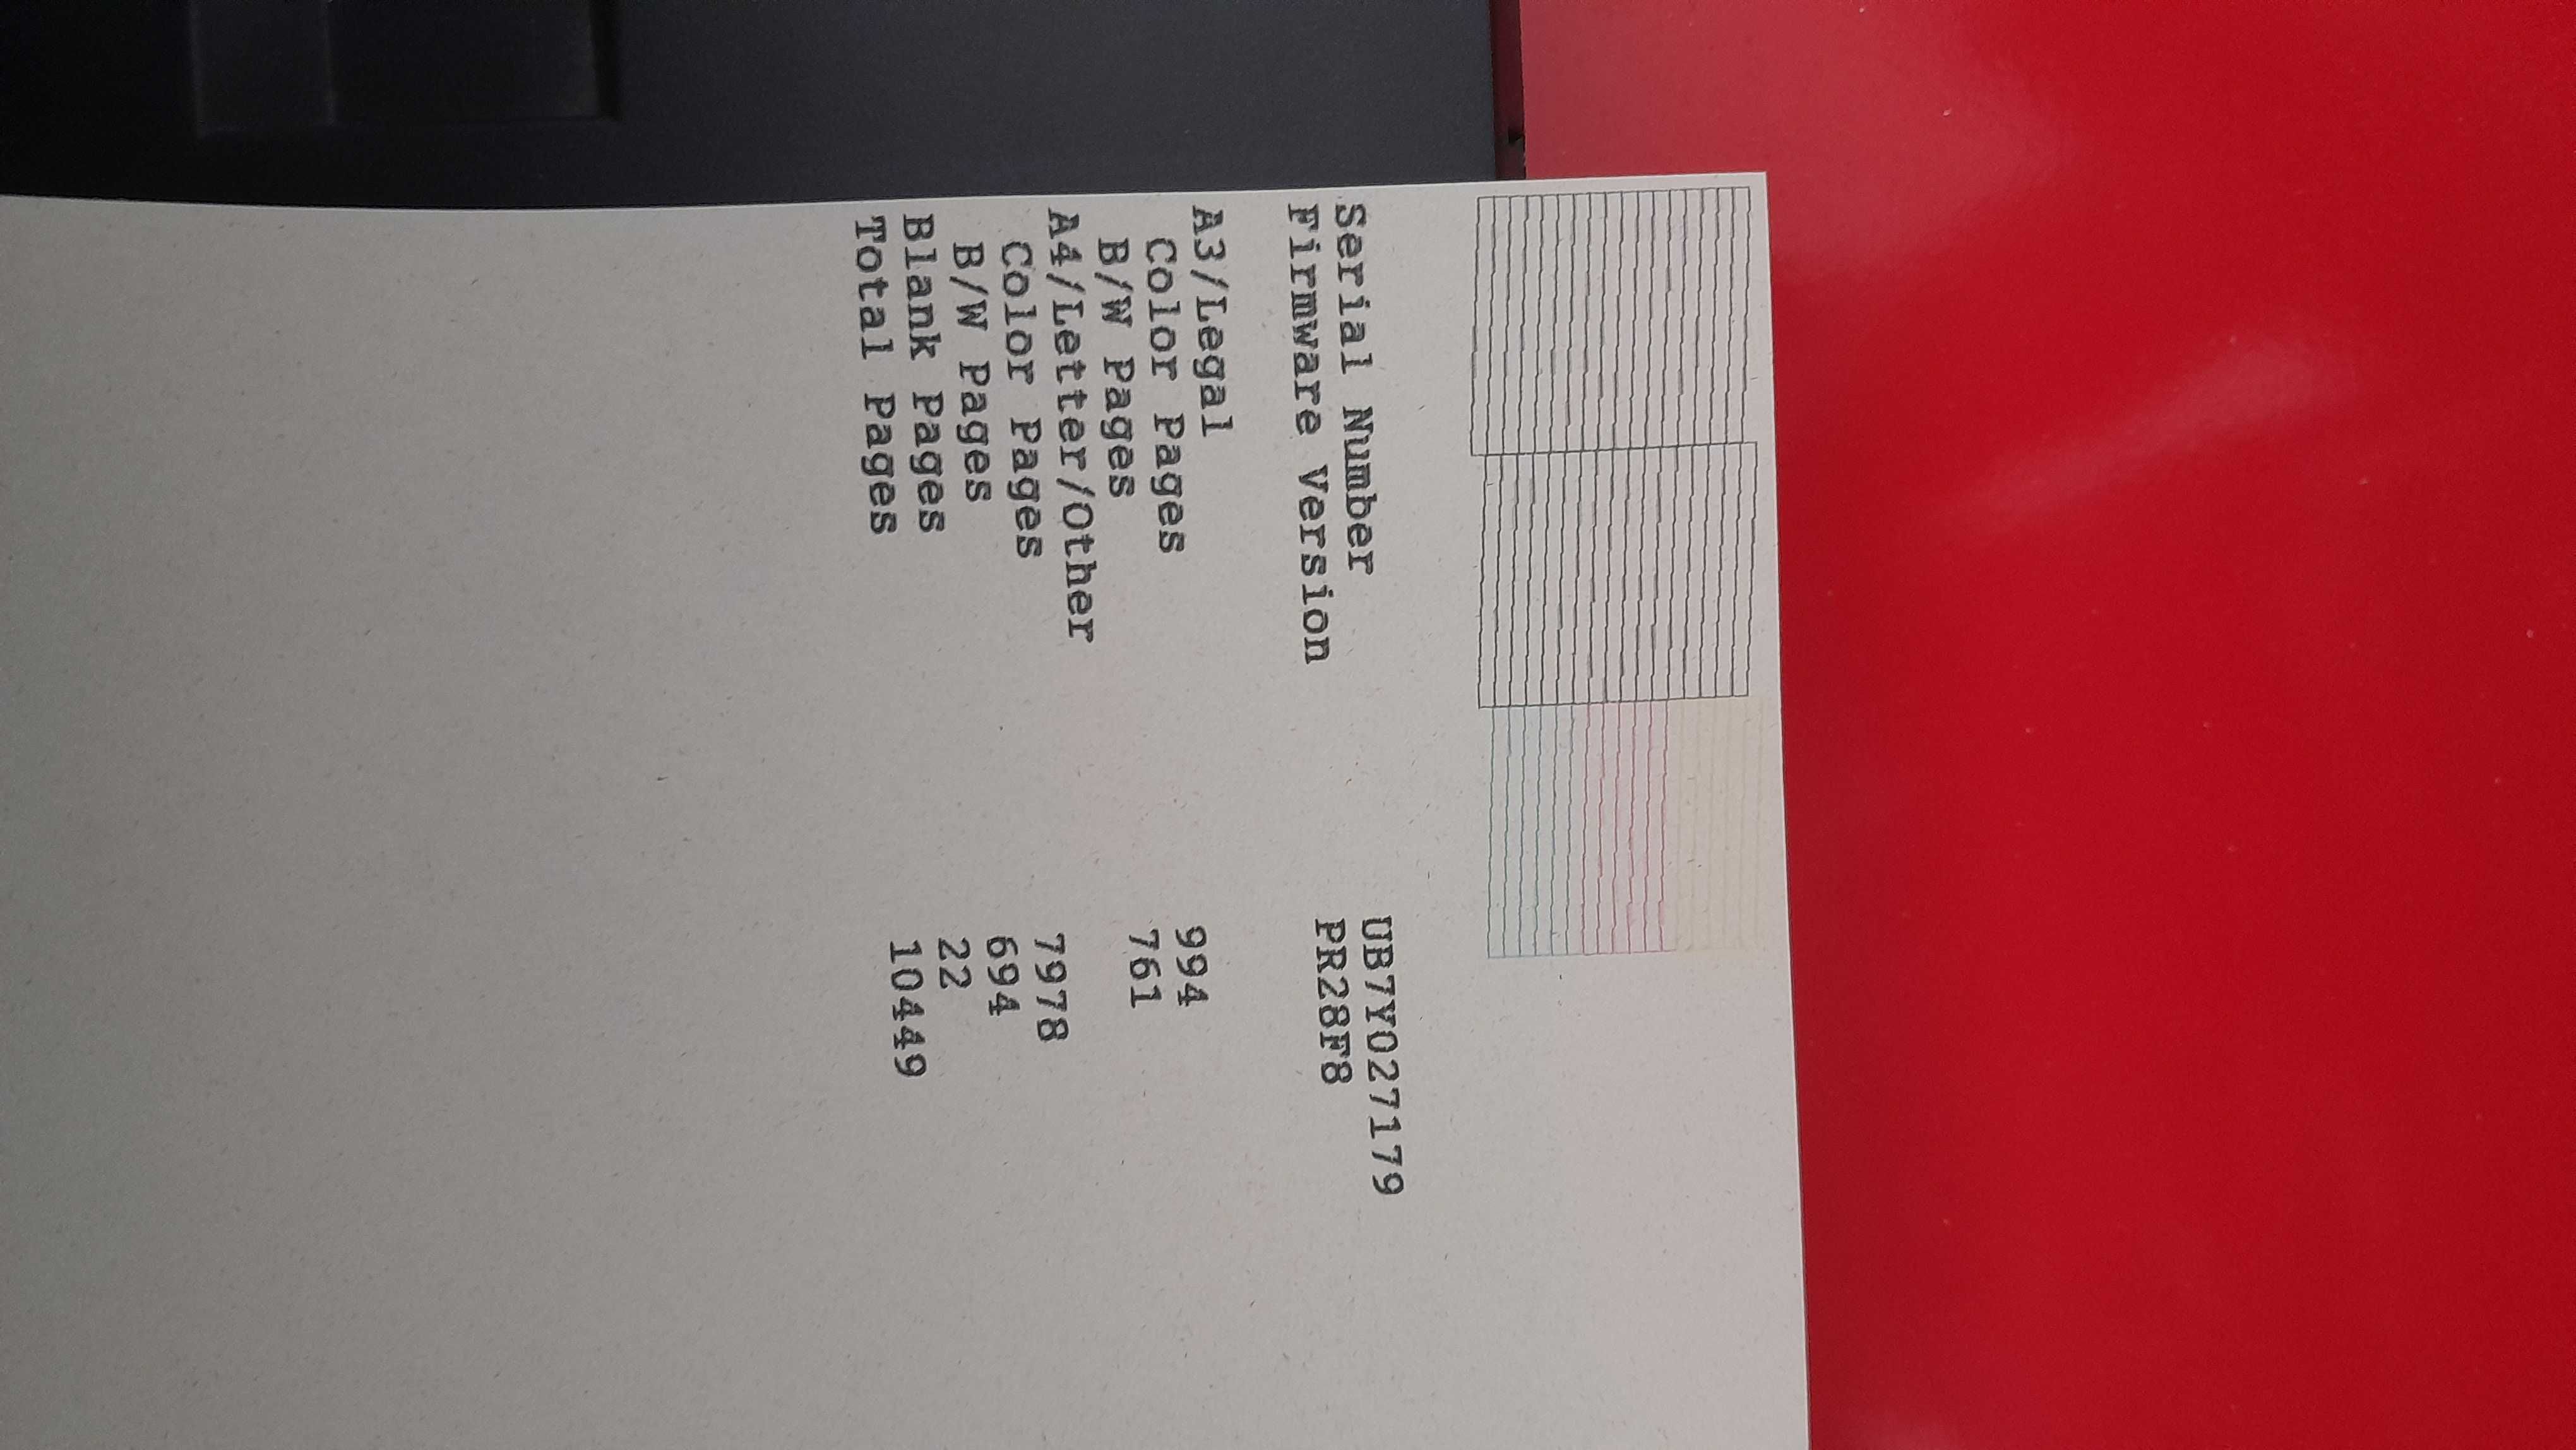 Serial Number UB7Y027179
Firmware Version PR28F8
A3/Legal
Color Pages 994
B/W Pages 761
A4/Letter/Other
Color Pages 7978
B/W Pages 694
Blank Pages 22
Total Pages 10449